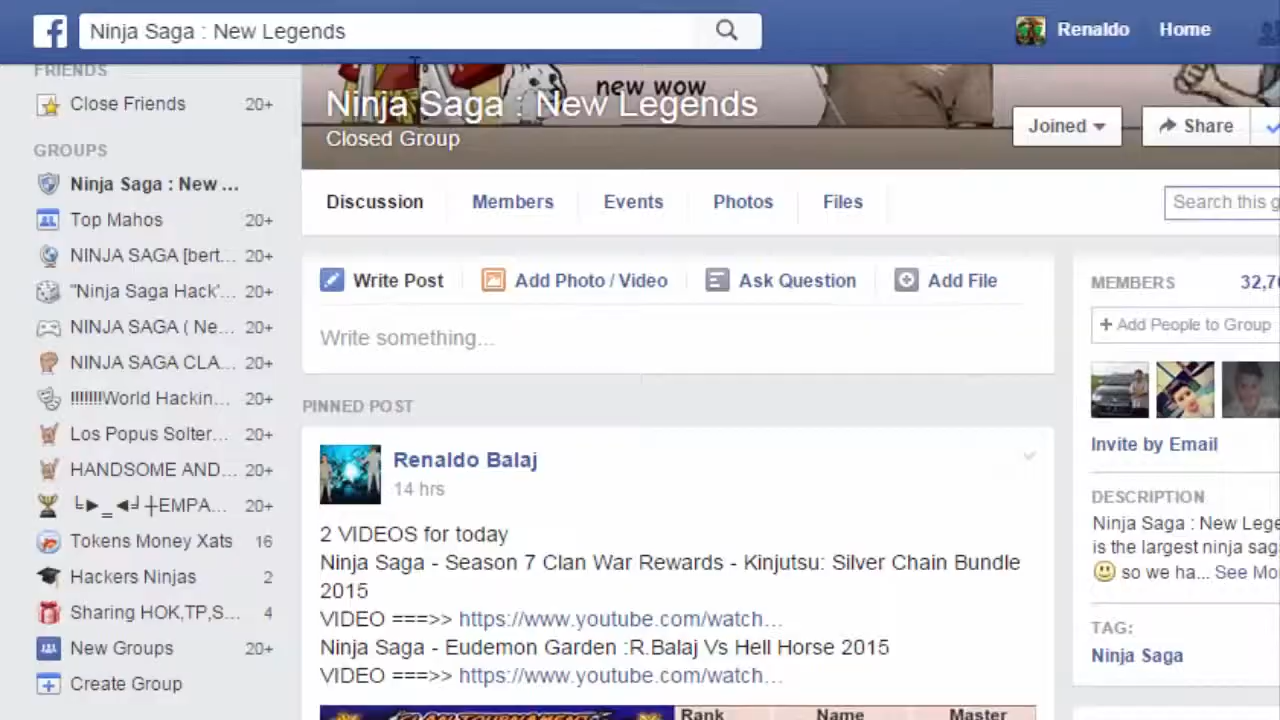 Ninja Saga : New Legends
Renaldo
Home
FRIENDS
Close Friends 20+
GROUPS
Ninja Saga : New ...
Top Mahos 20+
NINJA SAGA [bert... 20+
"Ninja Saga Hack'... 20+
NINJA SAGA ( Ne... 20+
NINJA SAGA CLA... 20+
!!!!!!!World Hackin... 20+
Los Popus Solter... 20+
HANDSOME AND... 20+
╘►_◄╛┼EMPA... 20+
Tokens Money Xats 16
Hackers Ninjas 2
Sharing HOK,TP,S... 4
New Groups 20+
Create Group
new wow
Ninja Saga : New Legends
Closed Group
Joined
Share
Discussion Members Events Photos Files
Search this g
Write Post Add Photo / Video Ask Question Add File
Write something...
PINNED POST
Renaldo Balaj
14 hrs
2 VIDEOS for today
Ninja Saga - Season 7 Clan War Rewards - Kinjutsu: Silver Chain Bundle
2015
VIDEO ===>> https://www.youtube.com/watch...
Ninja Saga - Eudemon Garden :R.Balaj Vs Hell Horse 2015
VIDEO ===>> https://www.youtube.com/watch...
CLAN TOURNAMENT
Rank Name Master
MEMBERS 32,7
+ Add People to Group
Invite by Email
DESCRIPTION
Ninja Saga : New Lege
is the largest ninja sag
so we ha... See Mo
TAG:
Ninja Saga